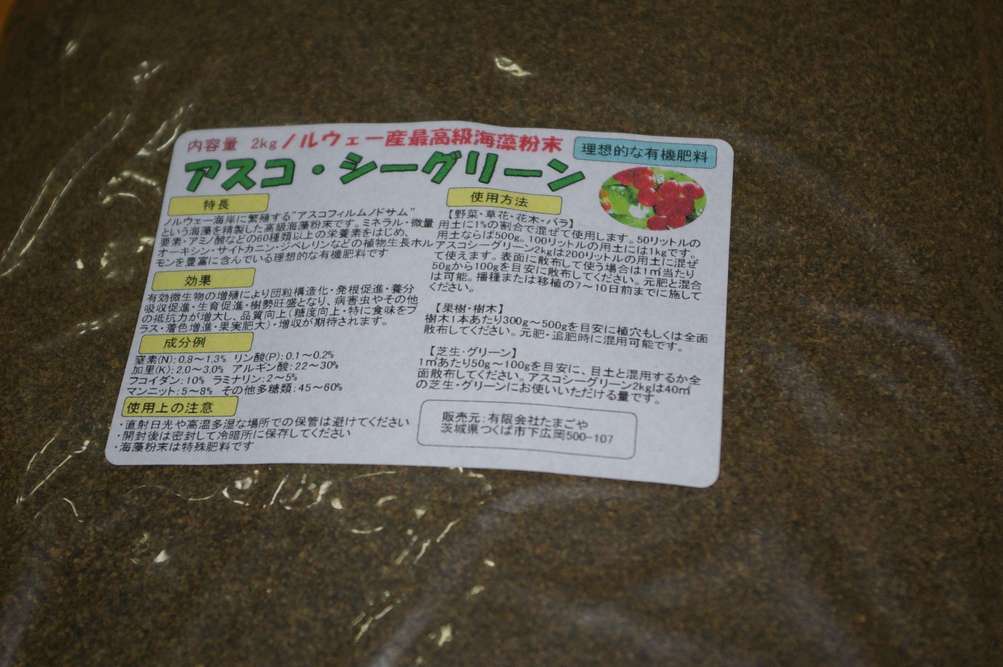 内容量 2kg ノルウェー産最高級海藻粉末
理想的な有機肥料
アスコ・シーグリーン
特長
ノルウェー海岸に繁殖する"アスコフィルムノドサム"
という海藻を精製した高級海藻粉末です。ミネラル・微量
要素・アミノ酸などの60種類以上の栄養素をはじめ、
オーキシン・サイトカニン・ジベレリンなどの植物生長ホル
モンを豊富に含んでいる理想的な有機肥料です
効果
有効微生物の増殖により団粒構造化・発根促進・養分
吸収促進・生育促進・樹勢旺盛となり、病害虫やその他
の抵抗力が増大し、品質向上(糖度向上・特に食味をプ
ラス・着色増進・果実肥大)・増収が期待されます。
成分例
窒素(N):0.8～1.3% リン酸(P):0.1～0.2%
加里(K):2.0～3.0% アルギン酸:22～30%
フコイダン:10% ラミナリン:2～5%
マンニット:5～8% その他多糖類:45～60%
使用上の注意
・直射日光や高温多湿な場所での保管は避けてください
・開封後は密封して冷暗所に保存してください
・海藻粉末は特殊肥料です
使用方法
【野菜・草花・花木・バラ】
用土に1%の割合で混ぜて使用します。50リットルの
用土ならば500g。100リットルの用土には1kgです。
アスコシーグリーン2kgは200リットルの用土に混ぜ
て使えます。表面に散布して使う場合は1㎡当たり
50gから100gを目安に散布してください。元肥と混合
は可能。播種または移植の7～10日前までに施して
ください。
【果樹・樹木】
樹木1本あたり300g～500gを目安に植穴もしくは全面
散布してください。元肥・追肥時に混用可能です。
【芝生・グリーン】
1㎡あたり50g～100gを目安に、目土と混用するか全
面散布してください。アスコシーグリーン2kgは40㎡
の芝生・グリーンにお使いいただける量です。
販売元:有限会社たまごや
茨城県つくば市下広岡500-107